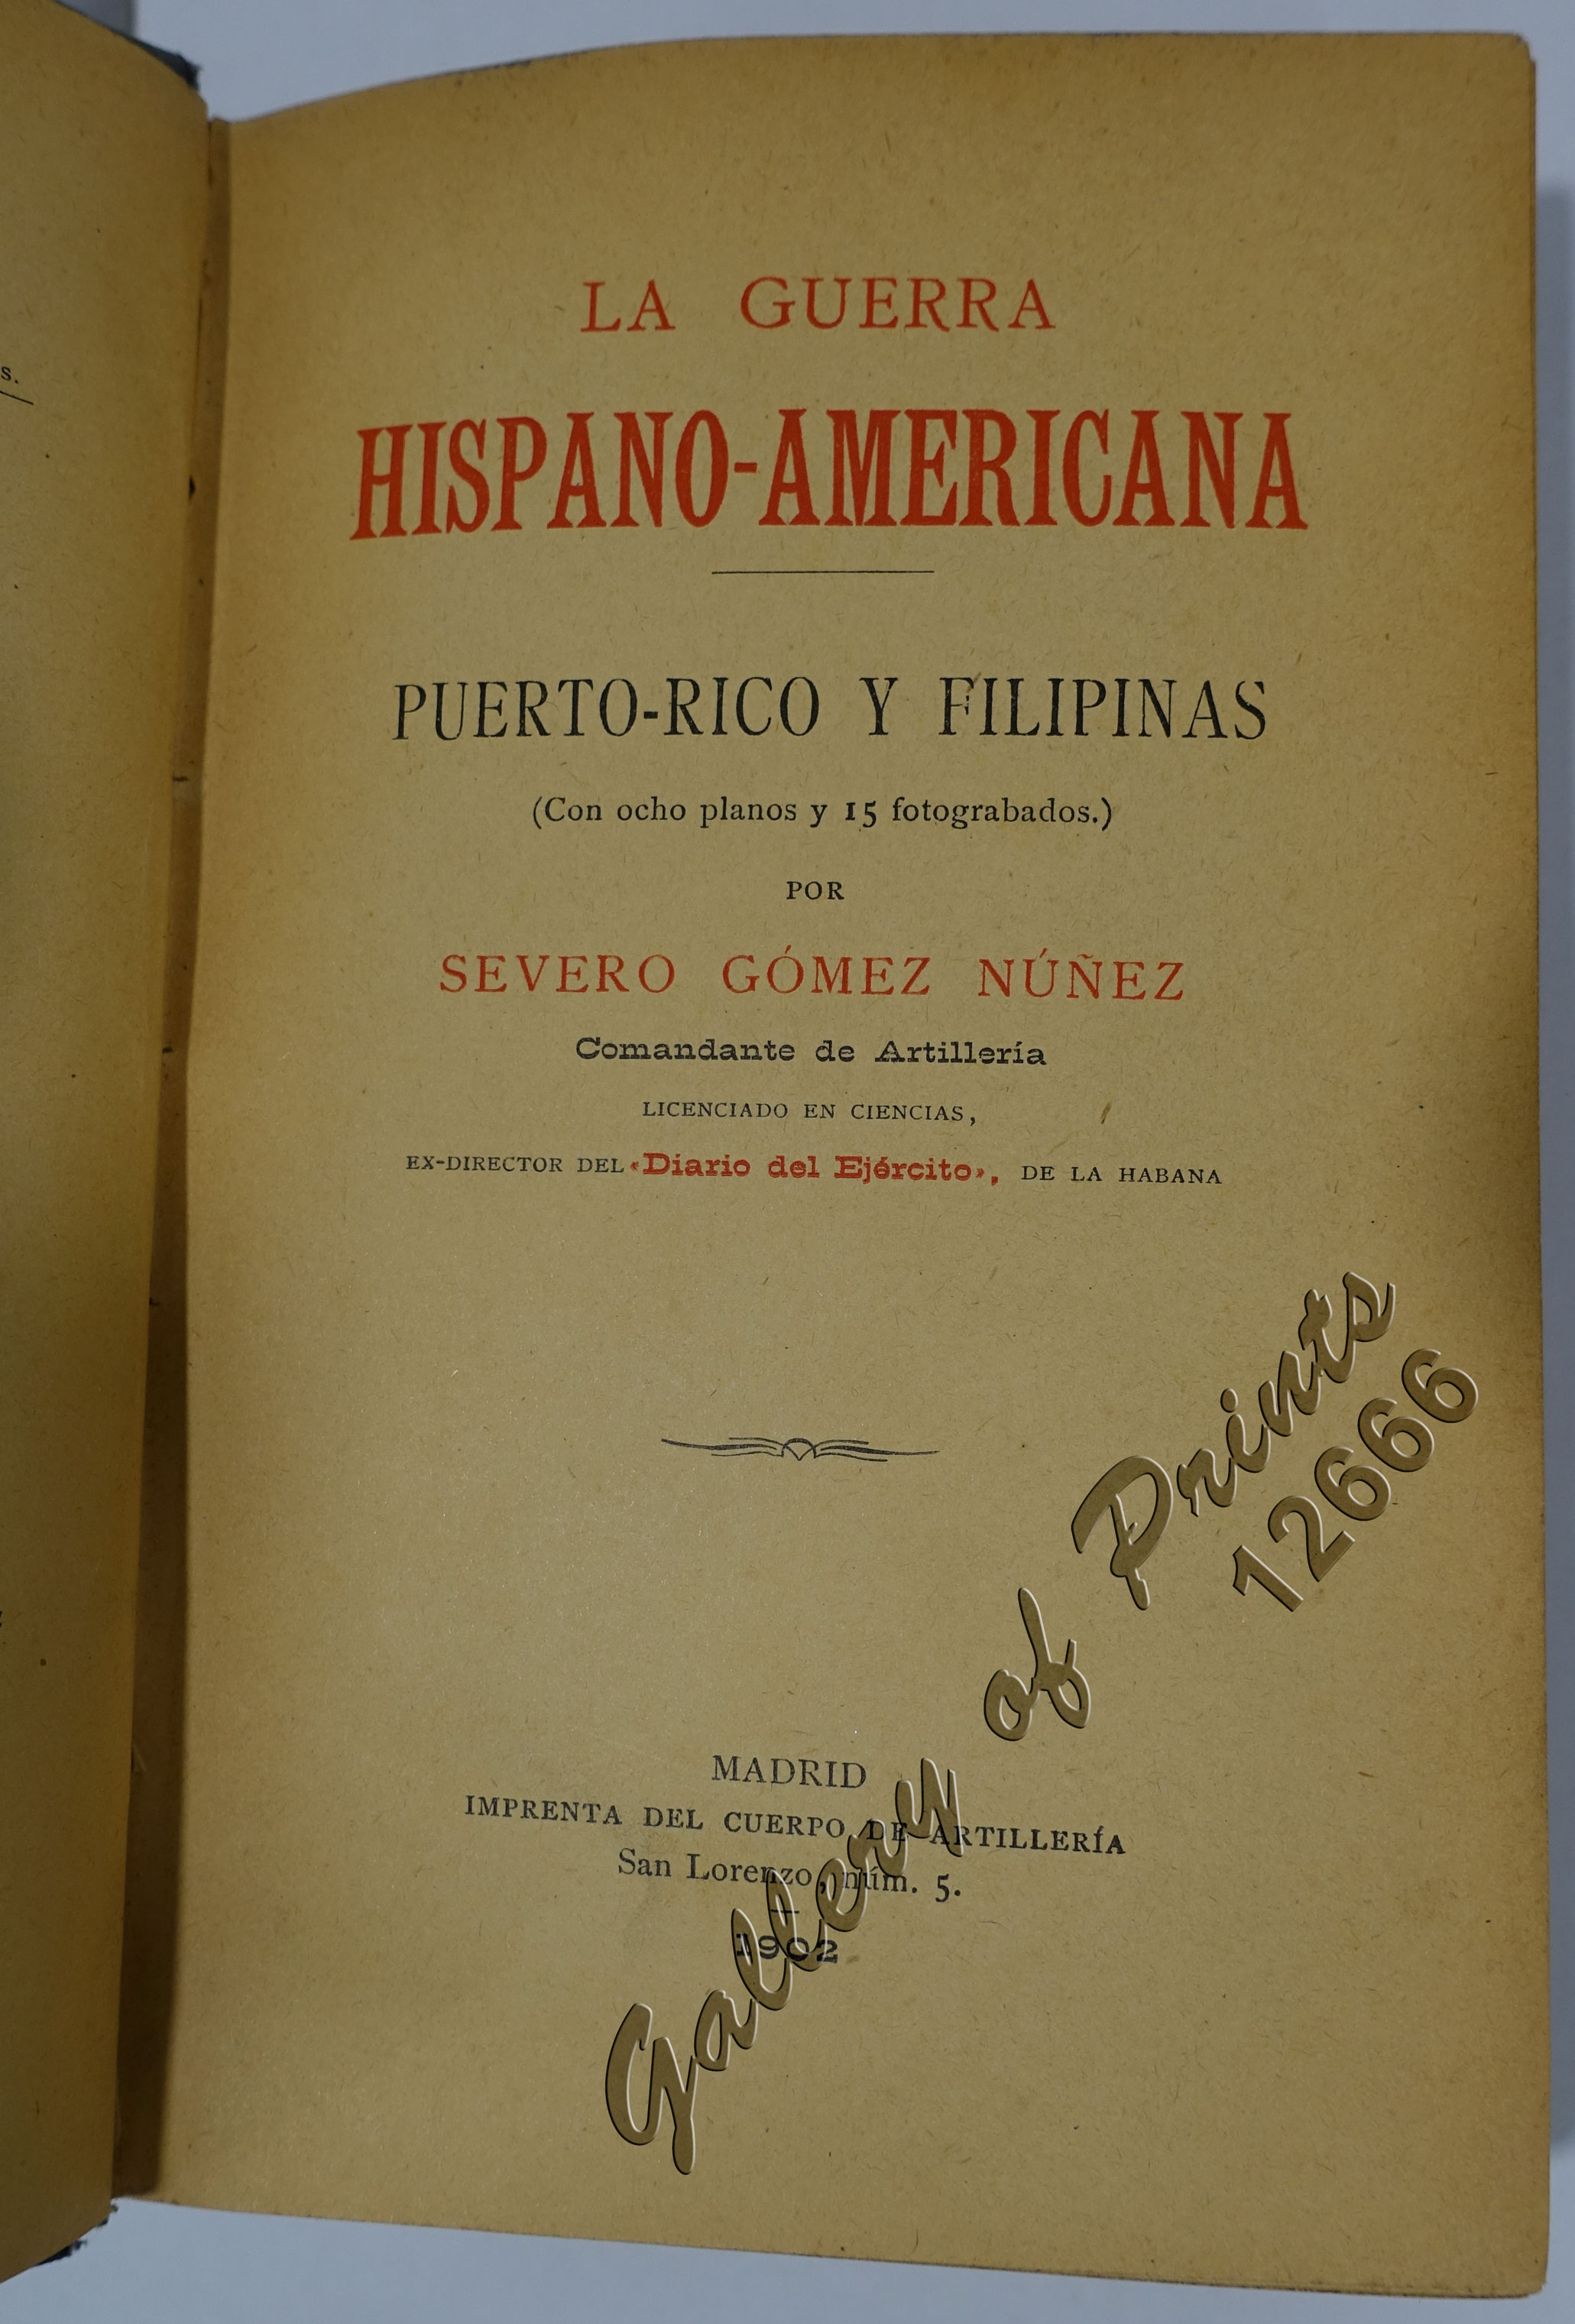 s.
LA GUERRA
HISPANO-AMERICANA
PUERTO-RICO Y FILIPINAS
(Con ocho planos y 15 fotograbados.)
POR
SEVERO GÓMEZ NÚÑEZ
Comandante de Artillería
LICENCIADO EN CIENCIAS,
EX-DIRECTOR DEL «Diario del Ejército», DE LA HABANA
MADRID
IMPRENTA DEL CUERPO DE ARTILLERÍA
San Lorenzo, núm. 5.
1902
Gallery of Prints
12666